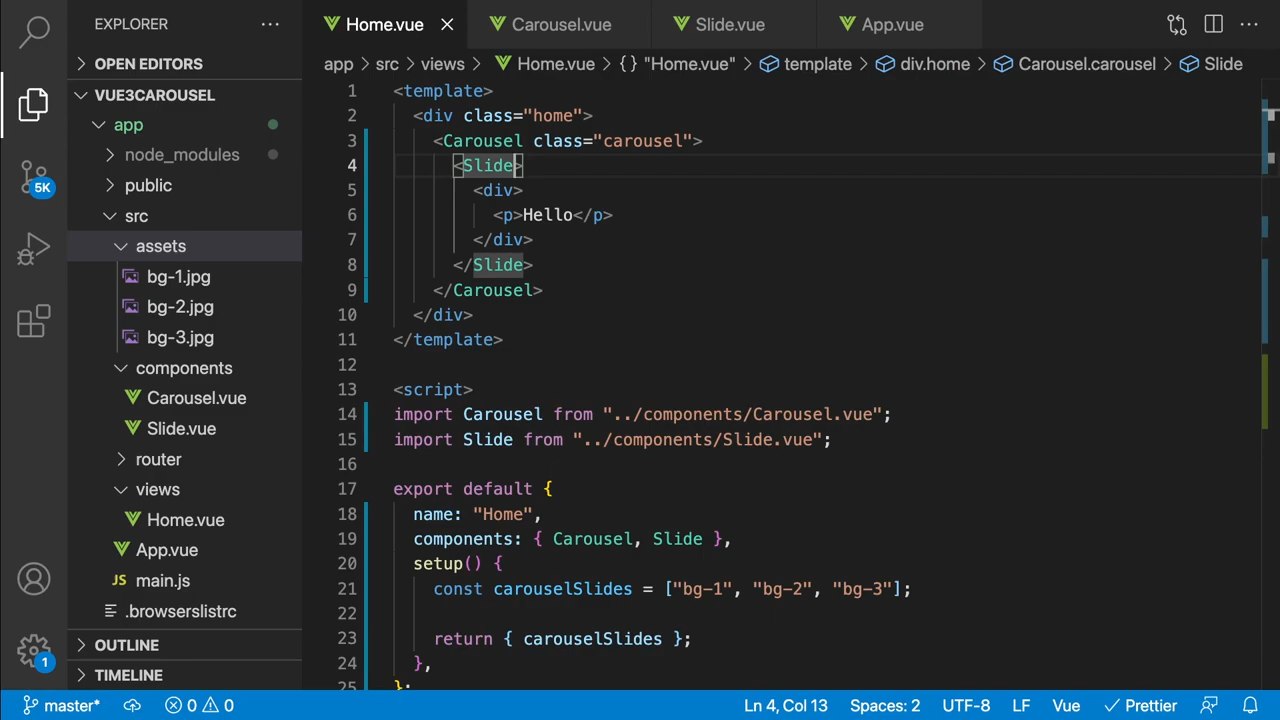 EXPLORER
OPEN EDITORS
VUE3CAROUSEL
app
node_modules
public
src
assets
bg-1.jpg
bg-2.jpg
bg-3.jpg
components
Carousel.vue
Slide.vue
router
views
Home.vue
App.vue
JS main.js
.browserslistrc
OUTLINE
TIMELINE
5K
1
Home.vue
Carousel.vue
Slide.vue
App.vue
app > src > views > Home.vue > {} "Home.vue" > template > div.home > Carousel.carousel > Slide
1 <template>
2 <div class="home">
3 <Carousel class="carousel">
4 <Slide>
5 <div>
6 <p>Hello</p>
7 </div>
8 </Slide>
9 </Carousel>
10 </div>
11 </template>
12
13 <script>
14 import Carousel from "../components/Carousel.vue";
15 import Slide from "../components/Slide.vue";
16
17 export default {
18 name: "Home",
19 components: { Carousel, Slide },
20 setup() {
21 const carouselSlides = ["bg-1", "bg-2", "bg-3"];
22
23 return { carouselSlides };
24 },
25 };
master* 0 0 Ln 4, Col 13 Spaces: 2 UTF-8 LF Vue Prettier